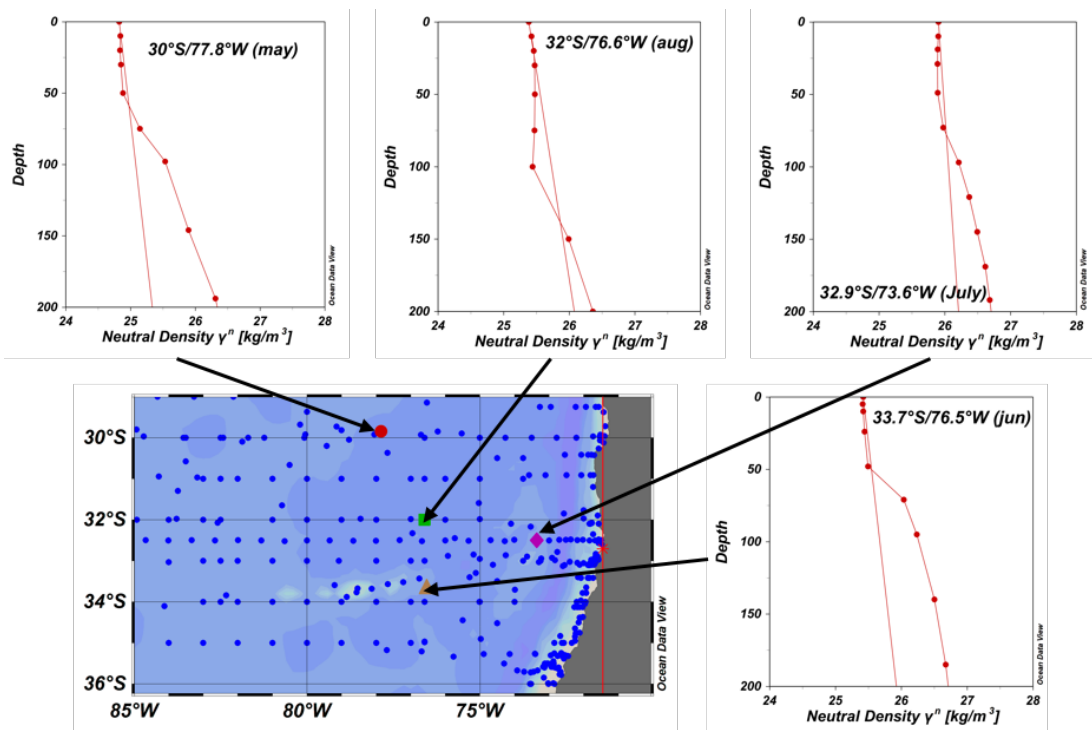 0
50
100
150
200
Depth
30°S/77.8°W (may)
24 25 26 27 28
Neutral Density γⁿ [kg/m³]
Ocean Data View
0
50
100
150
200
Depth
32°S/76.6°W (aug)
24 25 26 27 28
Neutral Density γⁿ [kg/m³]
Ocean Data View
0
50
100
150
200
Depth
32.9°S/73.6°W (July)
24 25 26 27 28
Neutral Density γⁿ [kg/m³]
Ocean Data View
30°S
32°S
34°S
36°S
85°W 80°W 75°W
Ocean Data View
0
50
100
150
200
Depth
33.7°S/76.5°W (jun)
24 25 26 27 28
Neutral Density γⁿ [kg/m³]
Ocean Data View